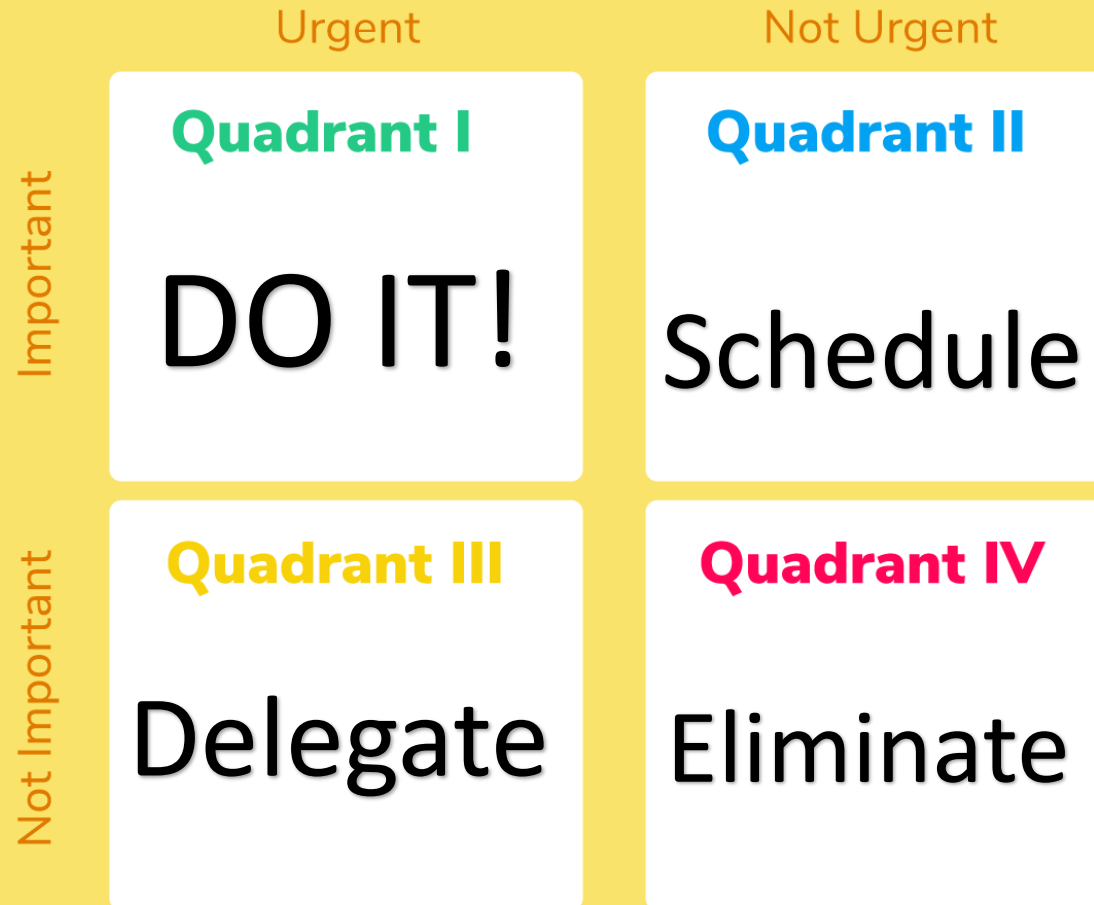 Urgent
Not Urgent
Important
Quadrant I
DO IT!
Quadrant II
Schedule
Not Important
Quadrant III
Delegate
Quadrant IV
Eliminate